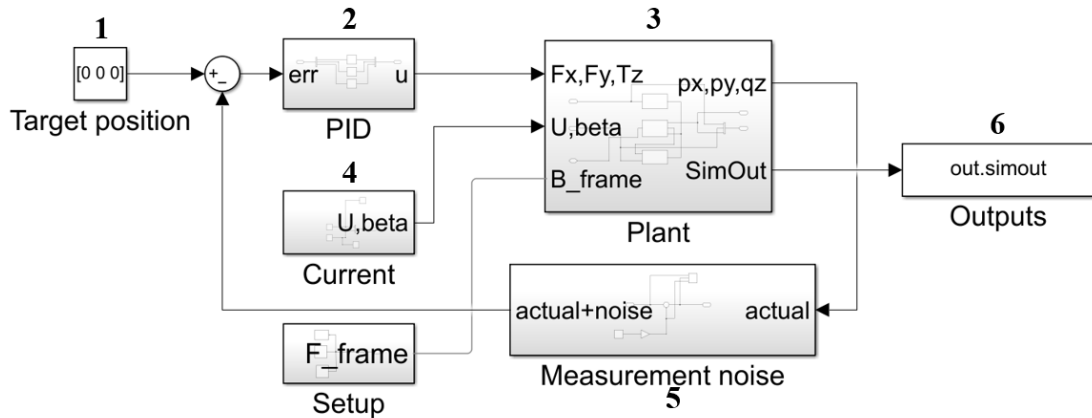 1
[0 0 0]
Target position
+
-
2
err
u
PID
3
Fx,Fy,Tz
U,beta
B_frame
px,py,qz
SimOut
Plant
4
U,beta
Current
F_frame
Setup
actual+noise
actual
Measurement noise
5
6
out.simout
Outputs